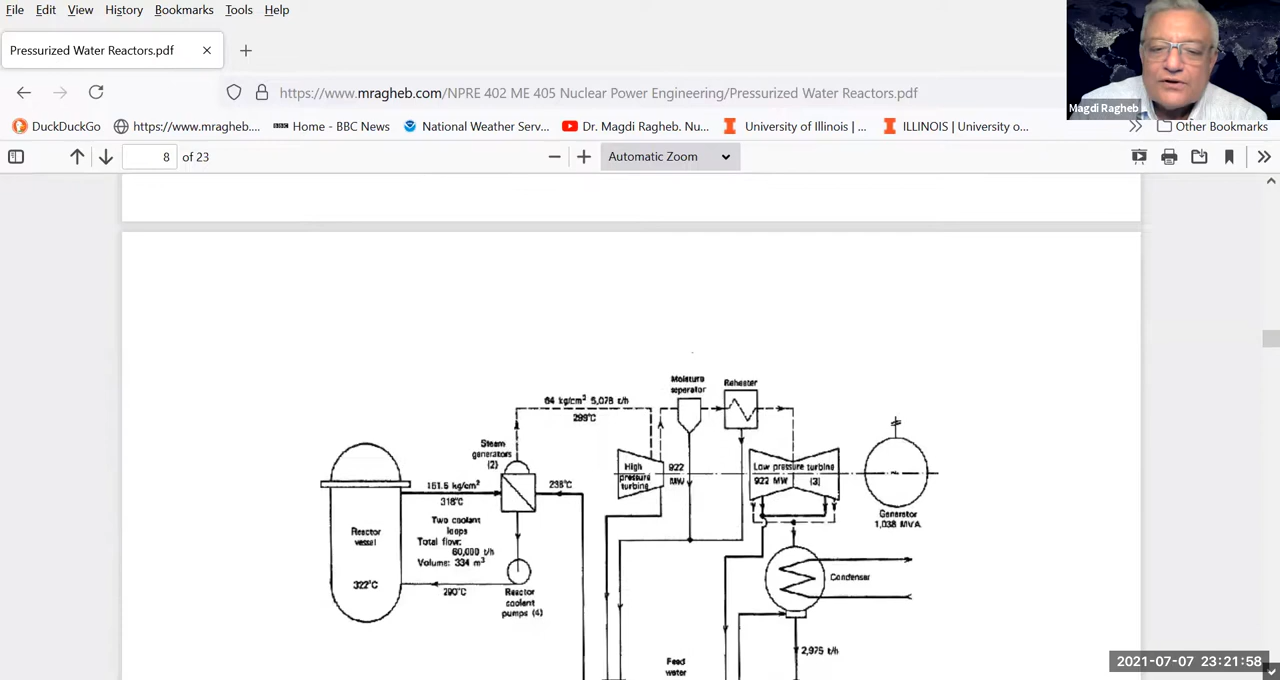 File Edit View History Bookmarks Tools Help
Pressurized Water Reactors.pdf
https://www.mragheb.com/NPRE 402 ME 405 Nuclear Power Engineering/Pressurized Water Reactors.pdf
Magdi Ragheb
DuckDuckGo https://www.mragheb.... Home - BBC News National Weather Serv... Dr. Magdi Ragheb. Nu... University of Illinois | ... ILLINOIS | University o... Other Bookmarks
8 of 23 Automatic Zoom
Moisture
separator
Reheater
64 kg/cm² 5,078 t/h
299°C
Steam
generators
(2)
High
pressure
turbine
922
MW
Low pressure turbine
922 MW (3)
151.5 kg/cm²
318°C
238°C
Generator
1,038 MVA
Reactor
vessel
Two coolant
loops
Total flow:
60,000 t/h
Volume: 334 m³
322°C
290°C
Reactor
coolant
pumps (4)
Condenser
2,975 t/h
Feed
water
2021-07-07 23:21:58